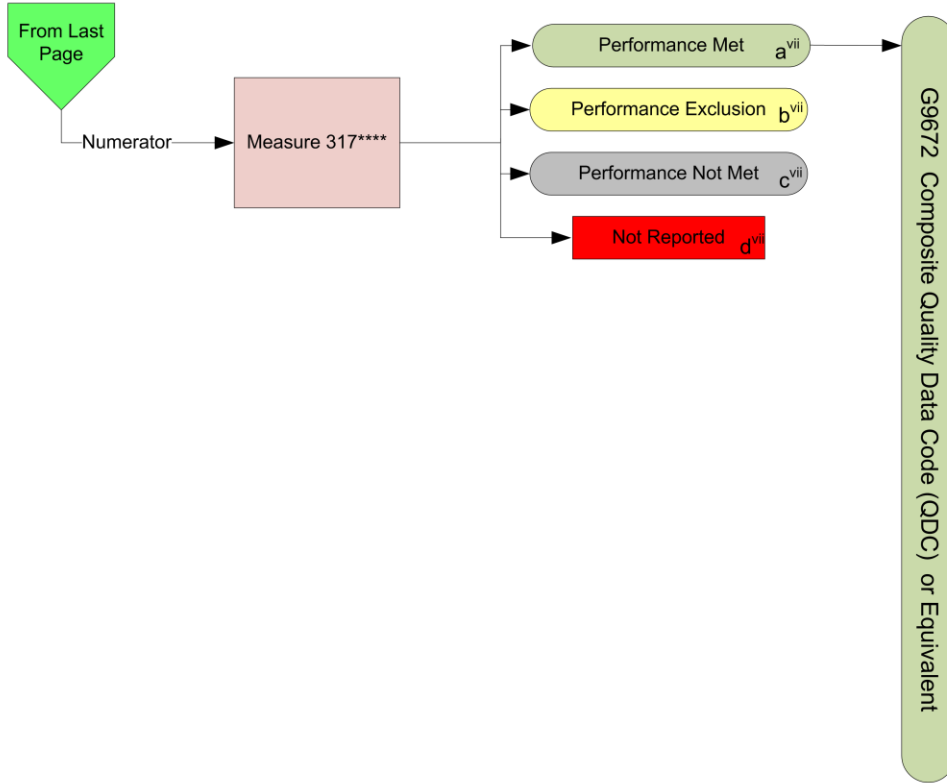 From Last
Page
Numerator
Measure 317****
Performance Met a^vii
Performance Exclusion b^vii
Performance Not Met c^vii
Not Reported d^vii
G9672 Composite Quality Data Code (QDC) or Equivalent